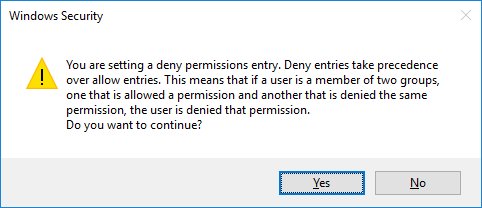 Windows Security
You are setting a deny permissions entry. Deny entries take precedence
over allow entries. This means that if a user is a member of two groups,
one that is allowed a permission and another that is denied the same
permission, the user is denied that permission.
Do you want to continue?
Yes
No